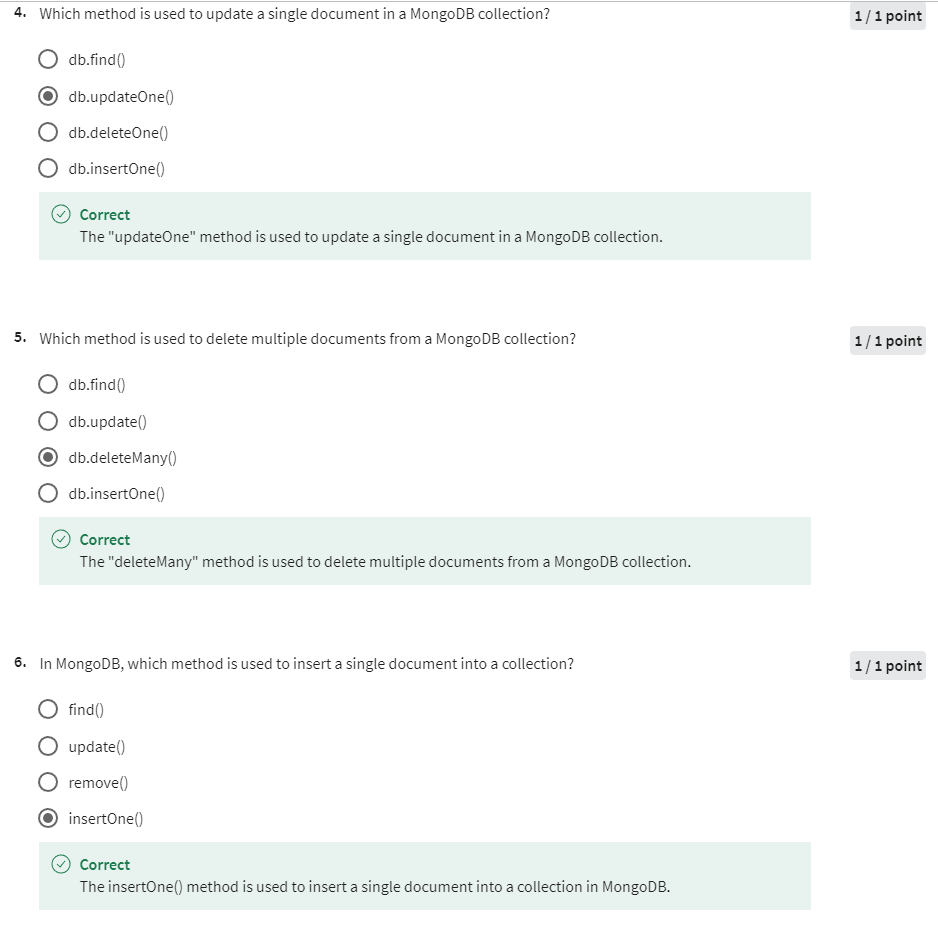 4. Which method is used to update a single document in a MongoDB collection?
1 / 1 point
db.find()
db.updateOne()
db.deleteOne()
db.insertOne()
Correct
The "updateOne" method is used to update a single document in a MongoDB collection.
5. Which method is used to delete multiple documents from a MongoDB collection?
1 / 1 point
db.find()
db.update()
db.deleteMany()
db.insertOne()
Correct
The "deleteMany" method is used to delete multiple documents from a MongoDB collection.
6. In MongoDB, which method is used to insert a single document into a collection?
1 / 1 point
find()
update()
remove()
insertOne()
Correct
The insertOne() method is used to insert a single document into a collection in MongoDB.